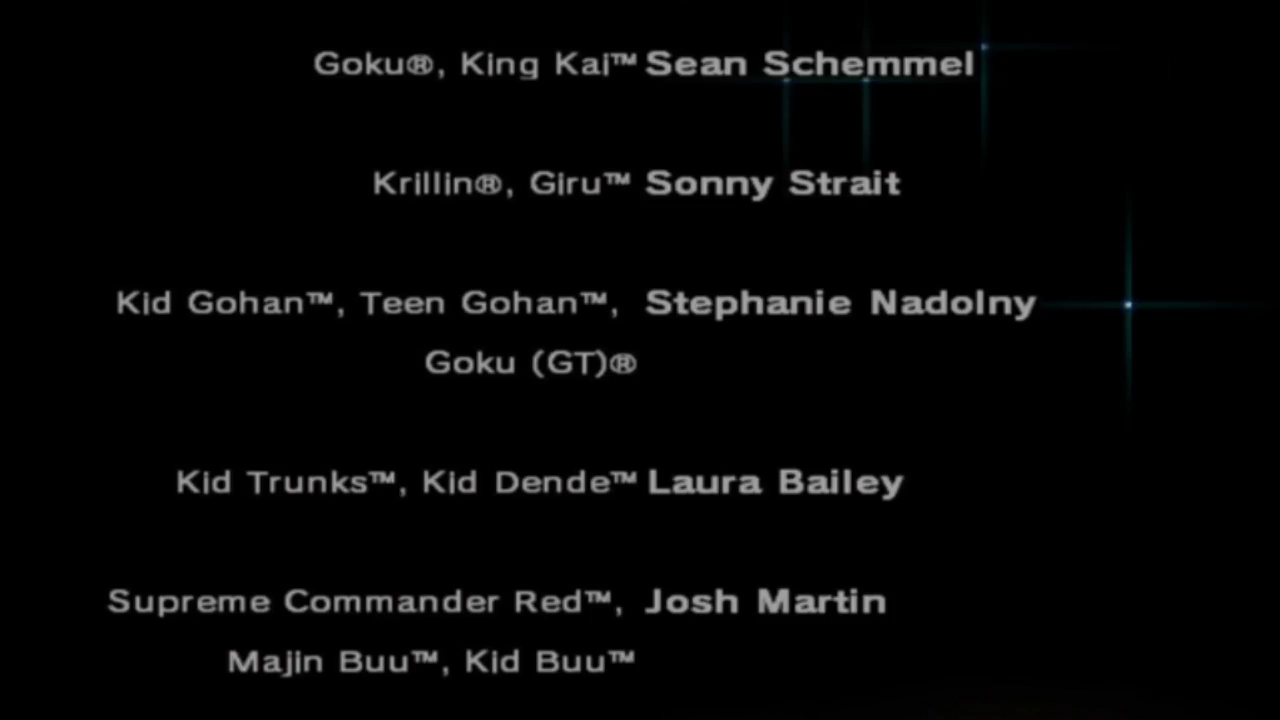 Goku®, King Kai™ Sean Schemmel
Krillin®, Giru™ Sonny Strait
Kid Gohan™, Teen Gohan™, Stephanie Nadolny
Goku (GT)®
Kid Trunks™, Kid Dende™ Laura Bailey
Supreme Commander Red™, Josh Martin
Majin Buu™, Kid Buu™